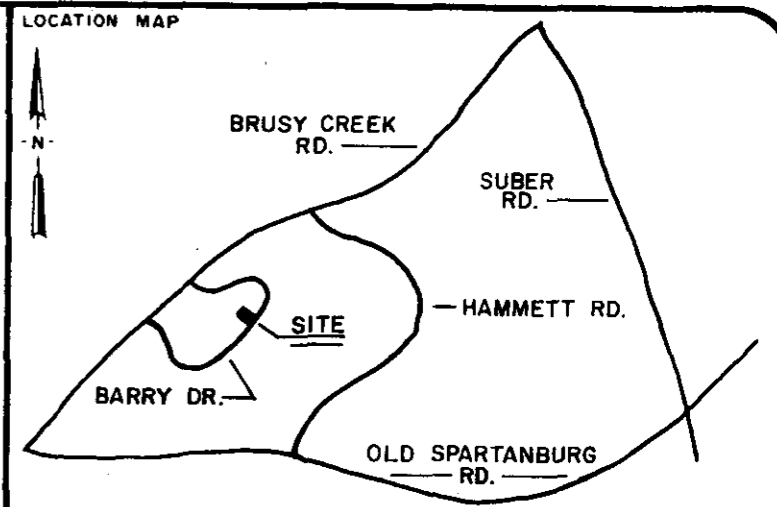 LOCATION MAP
-N-
BRUSY CREEK
RD.
SUBER
RD.
HAMMETT RD.
SITE
BARRY DR.
OLD SPARTANBURG
RD.